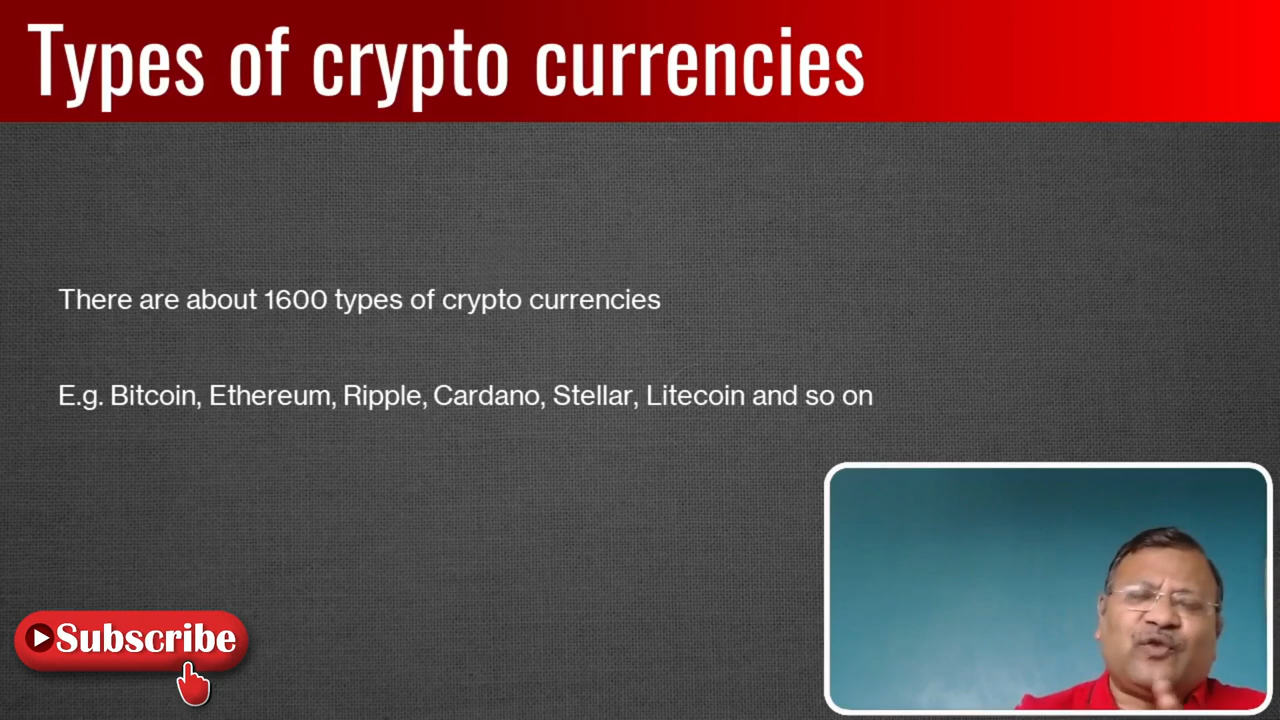 Types of crypto currencies
There are about 1600 types of crypto currencies
E.g. Bitcoin, Ethereum, Ripple, Cardano, Stellar, Litecoin and so on
Subscribe